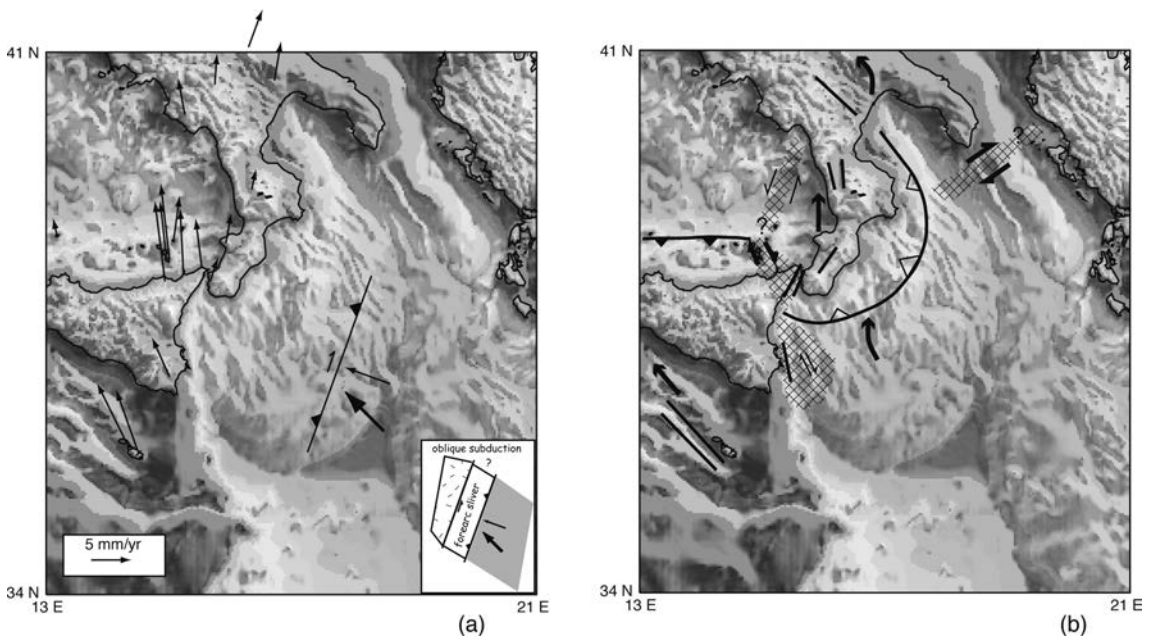 41 N
oblique subduction
?
forearc sliver
5 mm/yr
34 N
13 E
21 E
(a)
41 N
?
?
34 N
13 E
21 E
(b)